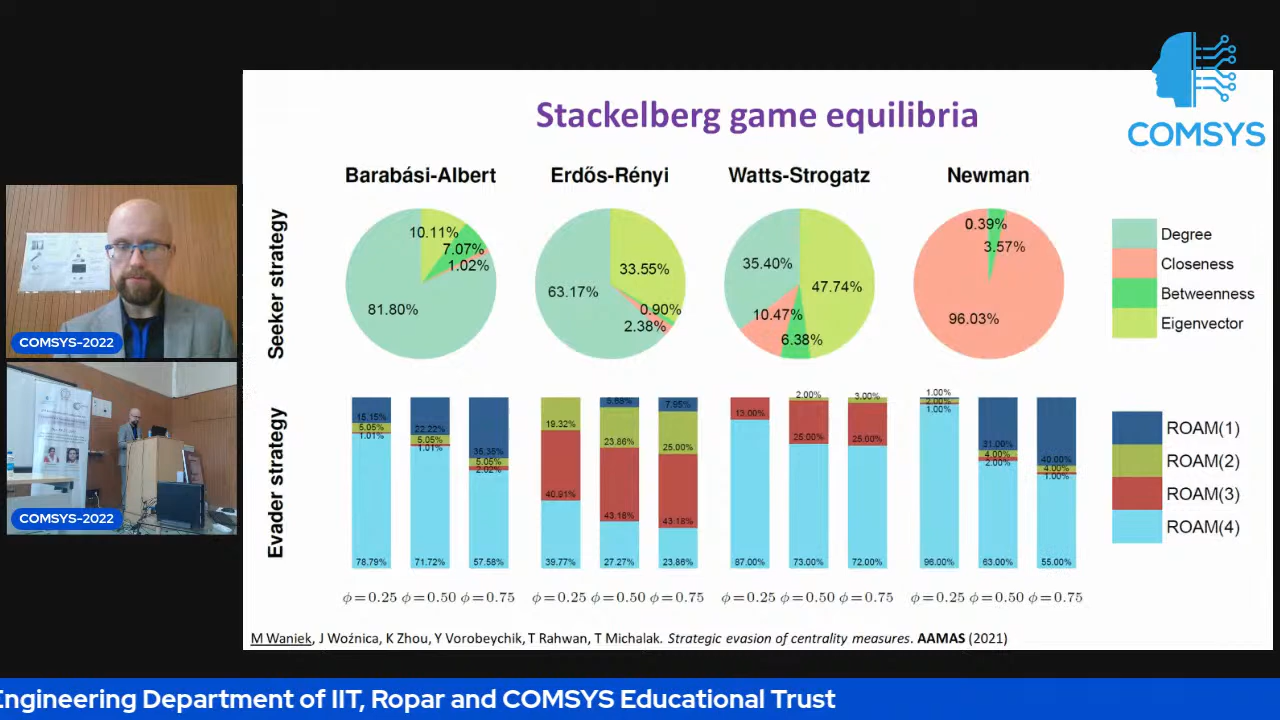 COMSYS
Stackelberg game equilibria
Barabási-Albert
Erdős-Rényi
Watts-Strogatz
Newman
Seeker strategy
10.11%
7.07%
1.02%
81.80%
33.55%
63.17%
0.90%
2.38%
35.40%
47.74%
10.47%
6.38%
0.39%
3.57%
96.03%
Degree
Closeness
Betweenness
Eigenvector
COMSYS-2022
COMSYS-2022
Evader strategy
15.15%
5.05%
1.01%
78.79%
22.22%
5.05%
1.01%
71.72%
35.35%
5.05%
2.02%
57.58%
19.32%
40.91%
39.77%
23.86%
43.18%
27.27%
7.95%
25.00%
43.18%
23.86%
13.00%
87.00%
2.00%
25.00%
73.00%
3.00%
25.00%
72.00%
1.00%
2.00%
1.00%
96.00%
31.00%
4.00%
2.00%
63.00%
40.00%
4.00%
1.00%
55.00%
ROAM(1)
ROAM(2)
ROAM(3)
ROAM(4)
ϕ=0.25 ϕ=0.50 ϕ=0.75
ϕ=0.25 ϕ=0.50 ϕ=0.75
ϕ=0.25 ϕ=0.50 ϕ=0.75
ϕ=0.25 ϕ=0.50 ϕ=0.75
M Waniek, J Woźnica, K Zhou, Y Vorobeychik, T Rahwan, T Michalak. Strategic evasion of centrality measures. AAMAS (2021)
Engineering Department of IIT, Ropar and COMSYS Educational Trust